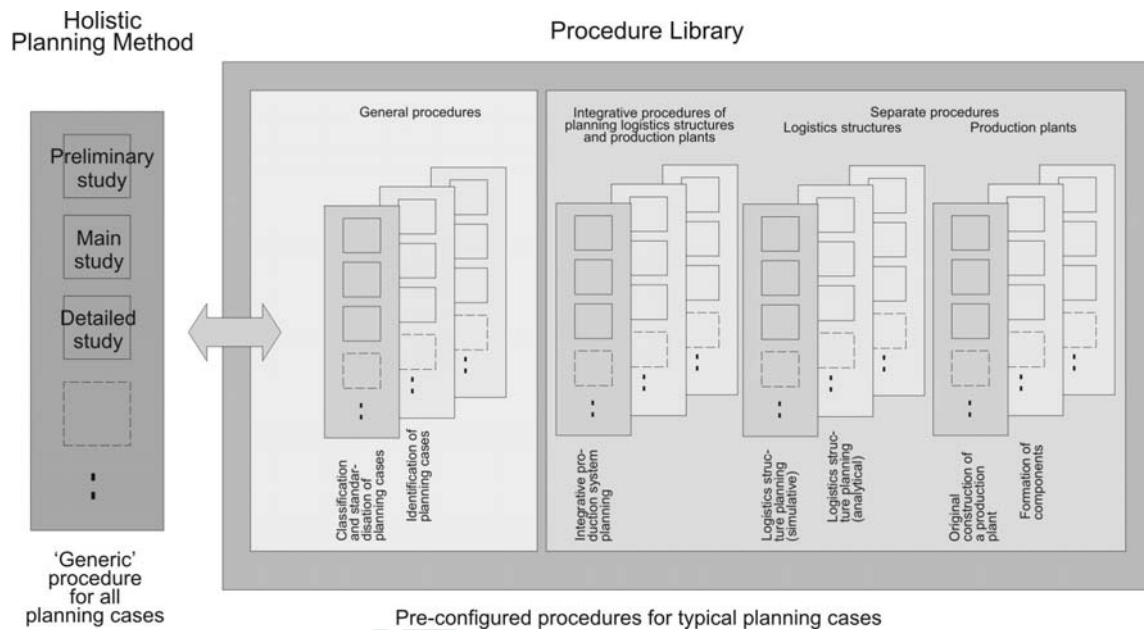 Holistic
Planning Method
Procedure Library
Preliminary
study
Main
study
Detailed
study
'Generic'
procedure
for all
planning cases
General procedures
Classification
and standar-
disation of
planning cases
Identification of
planning cases
Integrative procedures of
planning logistics structures
and production plants
Separate procedures
Logistics structures
Production plants
Integrative pro-
duction system
planning
Logistics struc-
ture planning
(simulative)
Logistics struc-
ture planning
(analytical)
Original
construction of
a production
plant
Formation of
components
Pre-configured procedures for typical planning cases